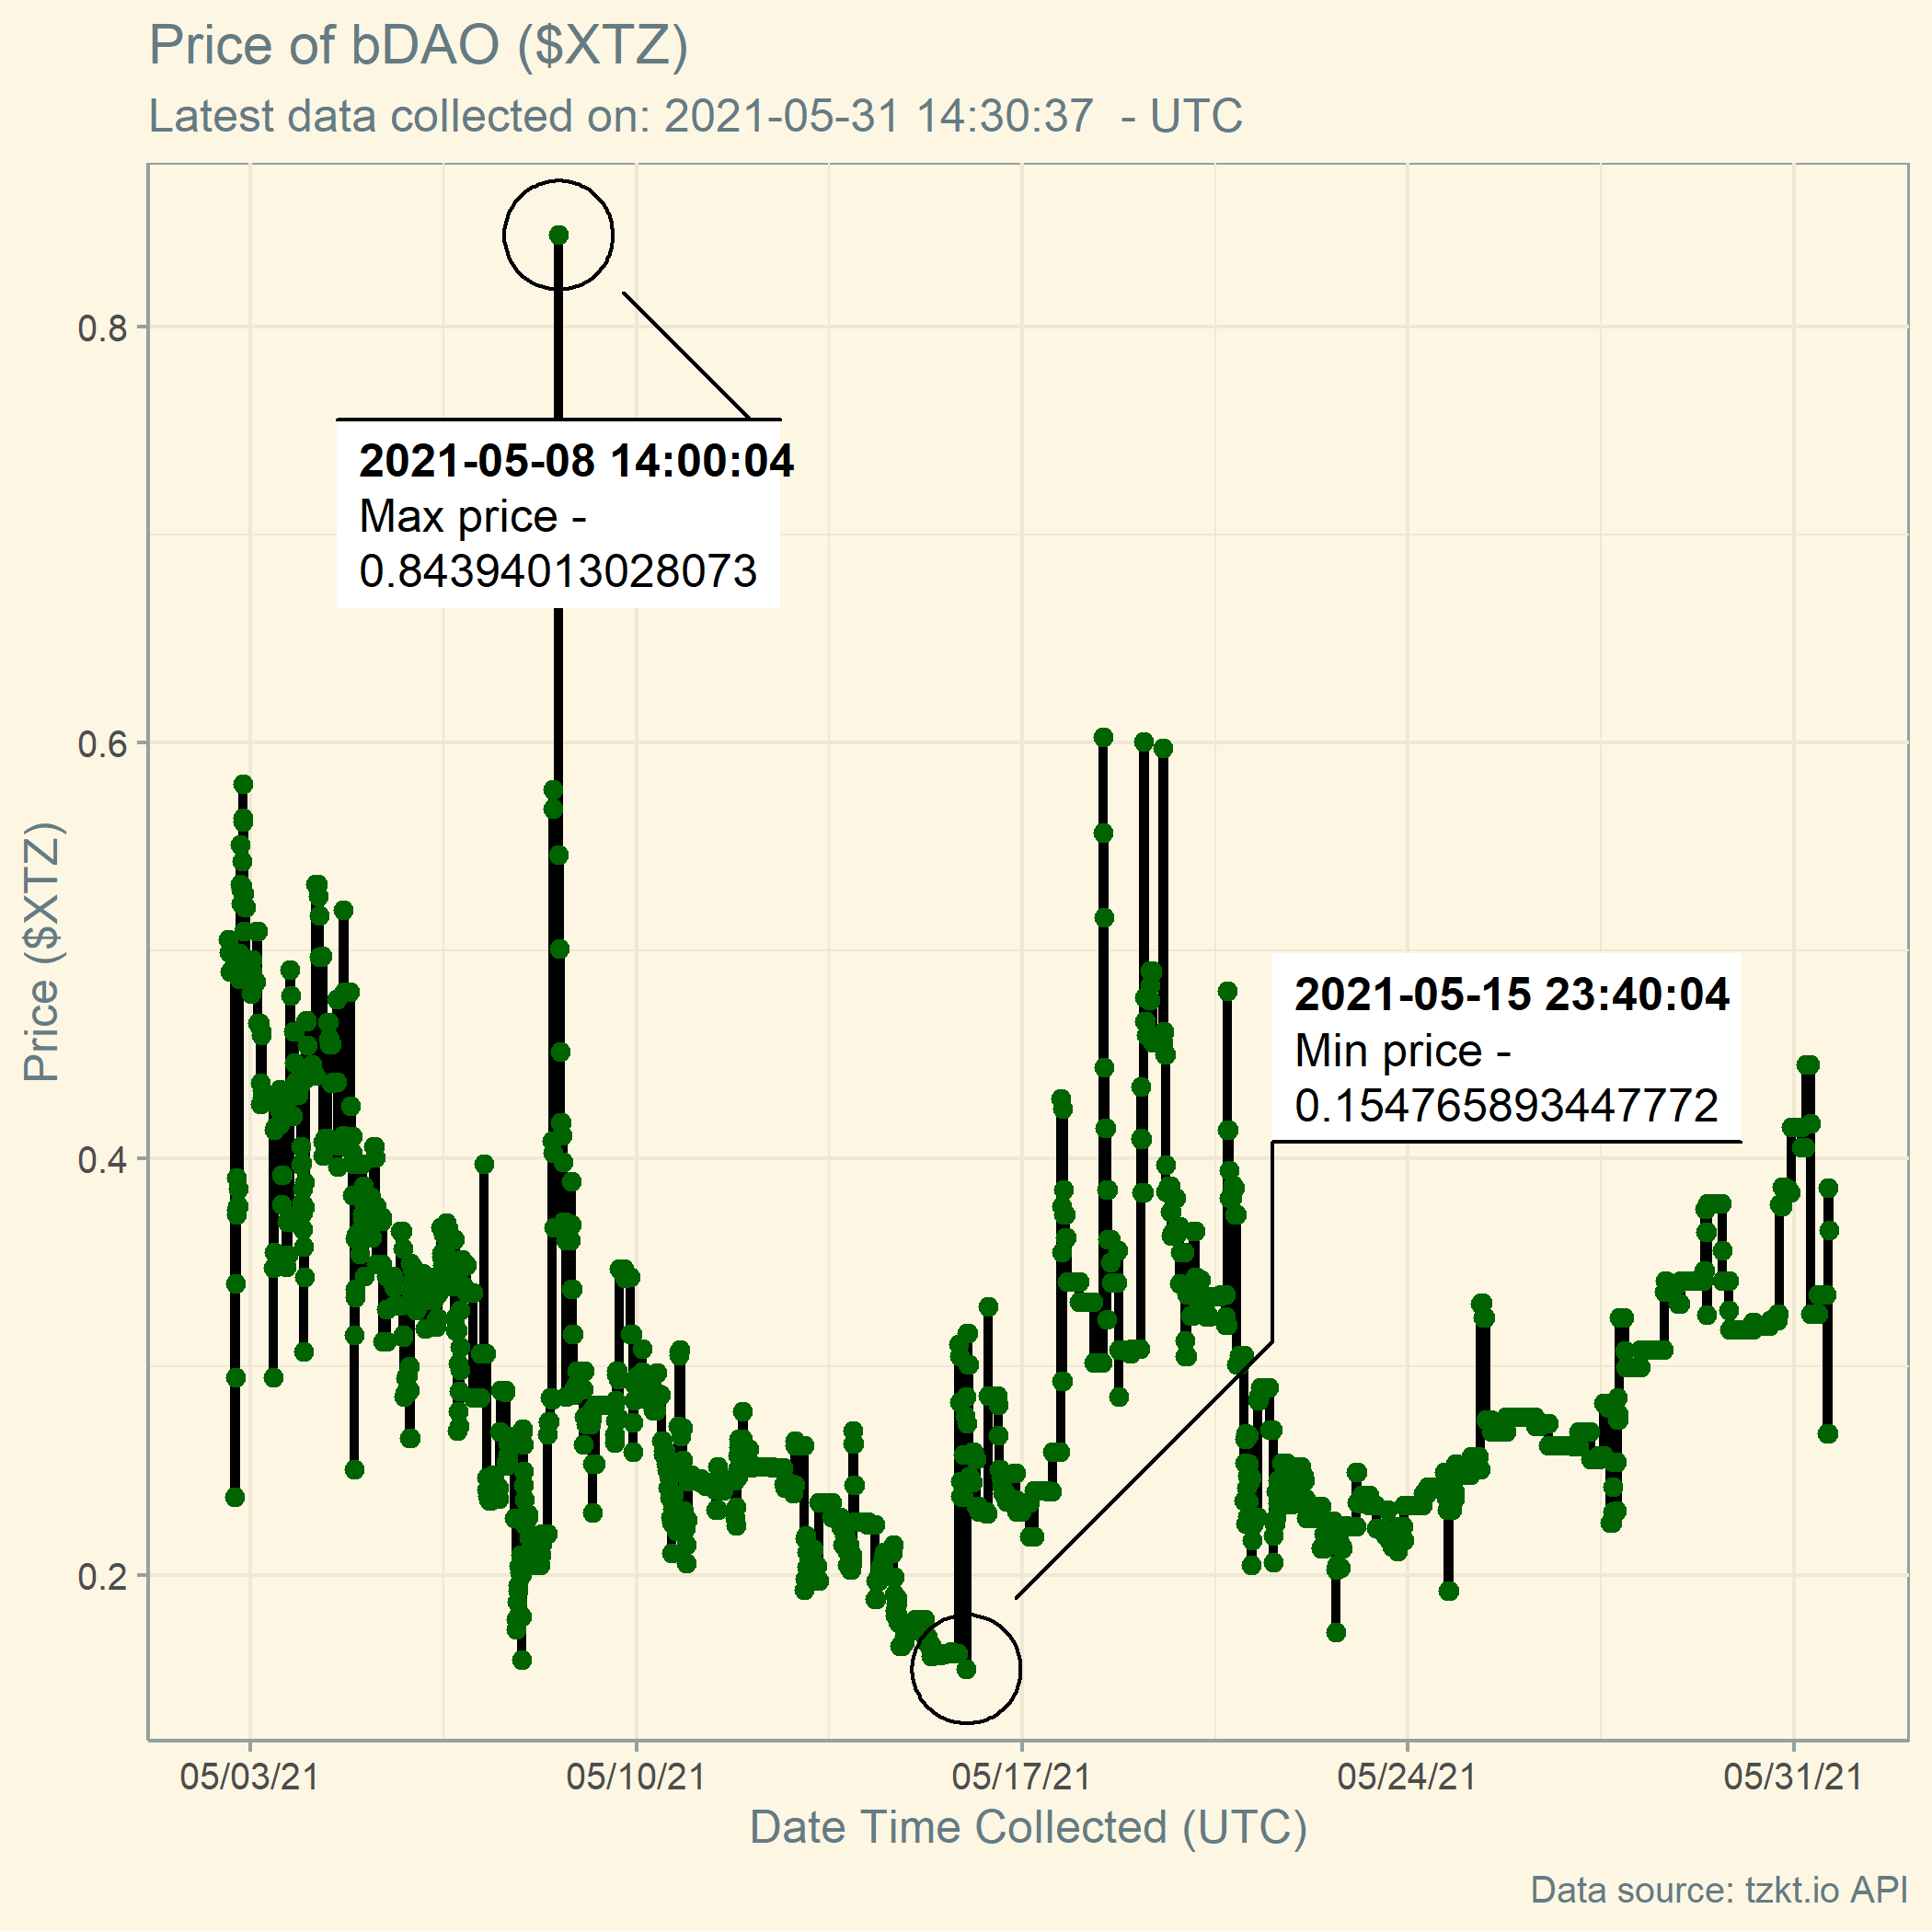 Price of bDAO ($XTZ)
Latest data collected on: 2021-05-31 14:30:37  - UTC
0.8
2021-05-08 14:00:04
Max price -
0.84394013028073
0.6
Price ($XTZ)
2021-05-15 23:40:04
Min price -
0.154765893447772
0.4
0.2
05/03/21
05/10/21
05/17/21
05/24/21
05/31/21
Date Time Collected (UTC)
Data source: tzkt.io API